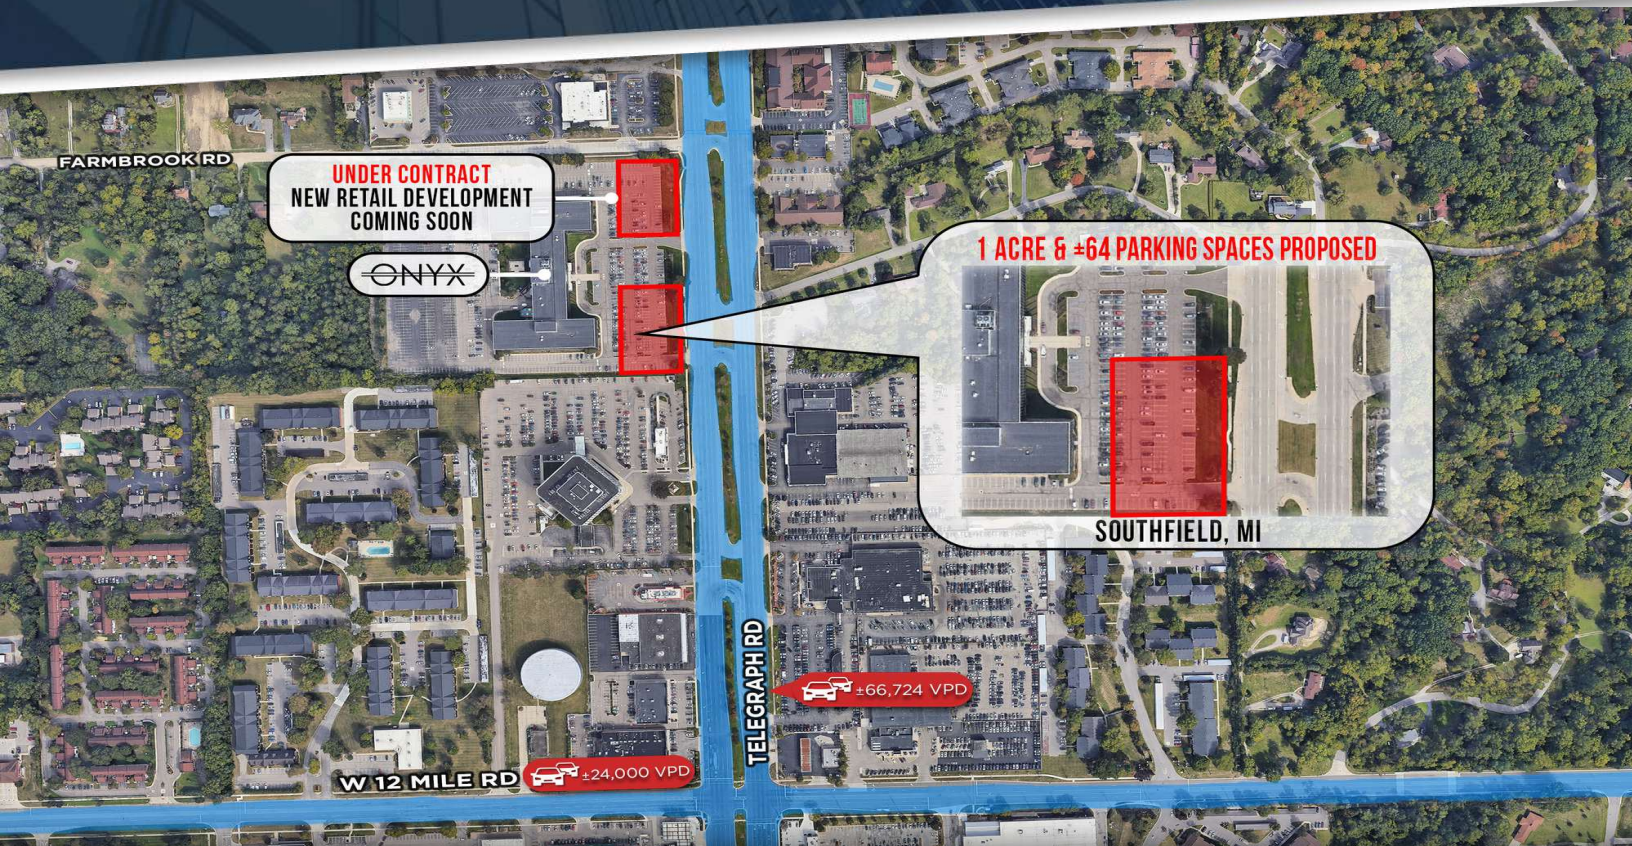 FARMBROOK RD
UNDER CONTRACT
NEW RETAIL DEVELOPMENT
COMING SOON
ONYX
1 ACRE & ±64 PARKING SPACES PROPOSED
SOUTHFIELD, MI
TELEGRAPH RD
±66,724 VPD
W 12 MILE RD
±24,000 VPD